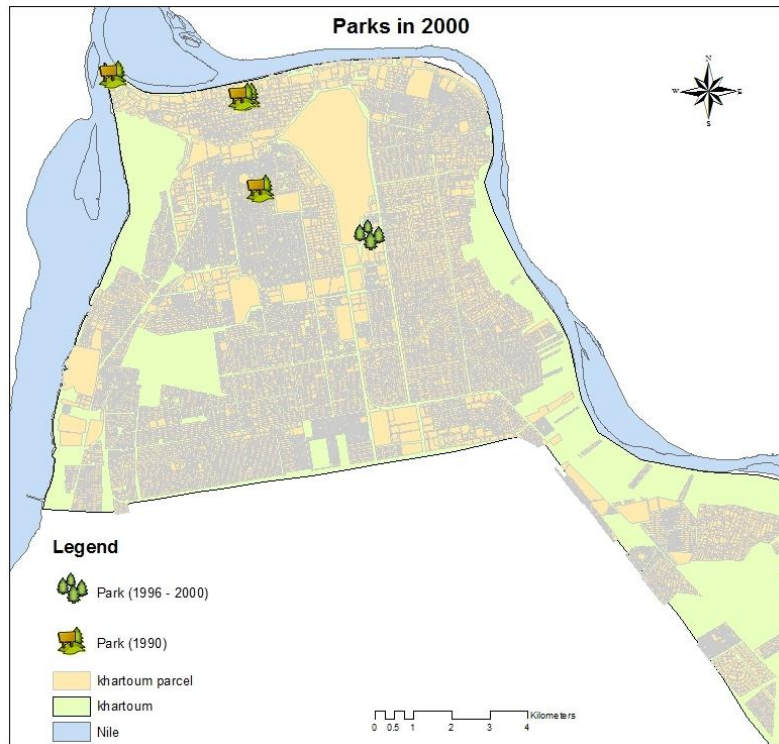 Parks in 2000
N
W
E
S
Legend
Park (1996 - 2000)
Park (1990)
khartoum parcel
khartoum
Nile
Kilometers
0 0.5 1 2 3 4